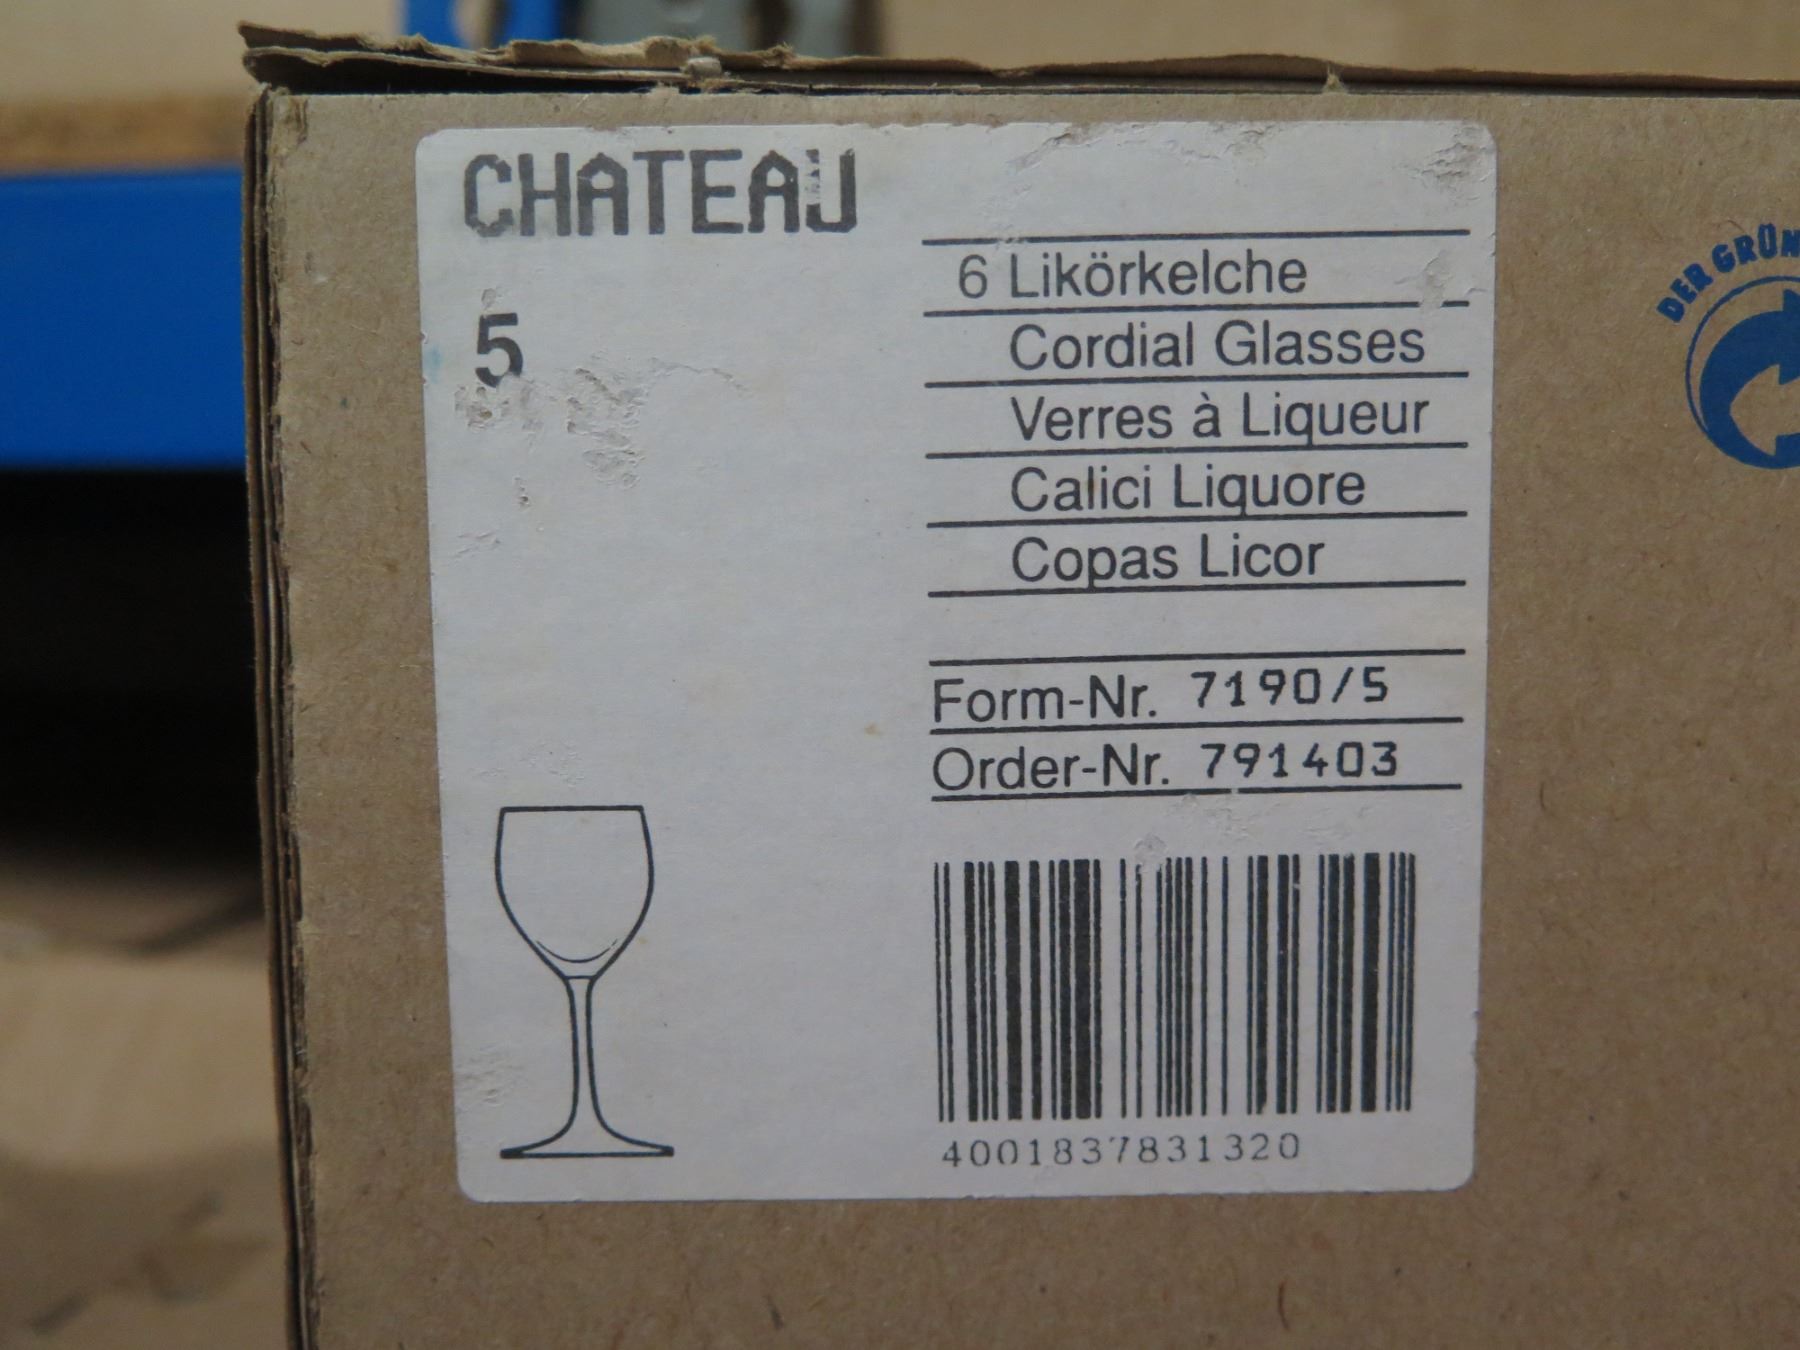 CHATEAU
5
6 Likörkelche
Cordial Glasses
Verres à Liqueur
Calici Liquore
Copas Licor
Form-Nr. 7190/5
Order-Nr. 791403
4001837831320
DER GRÜN